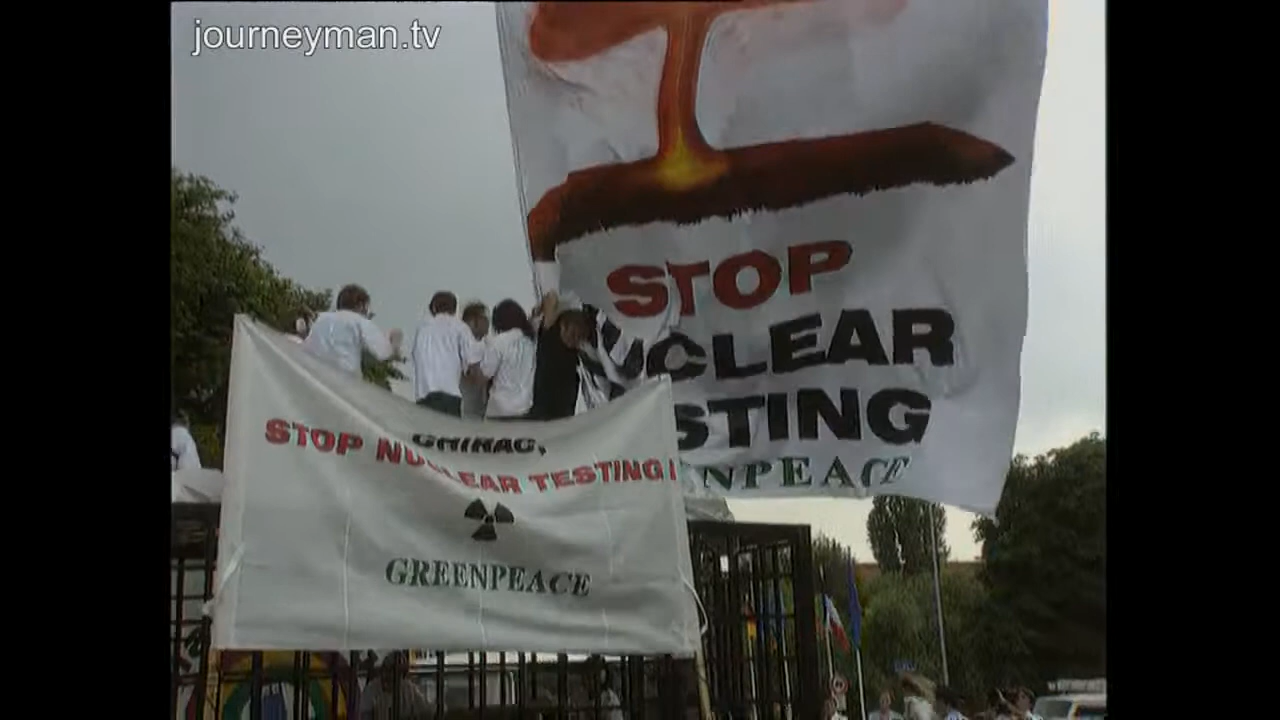 journeyman.tv
STOP
NUCLEAR
STING
NPEACE
CHIRAC,
STOP NUCLEAR TESTING!
GREENPEACE